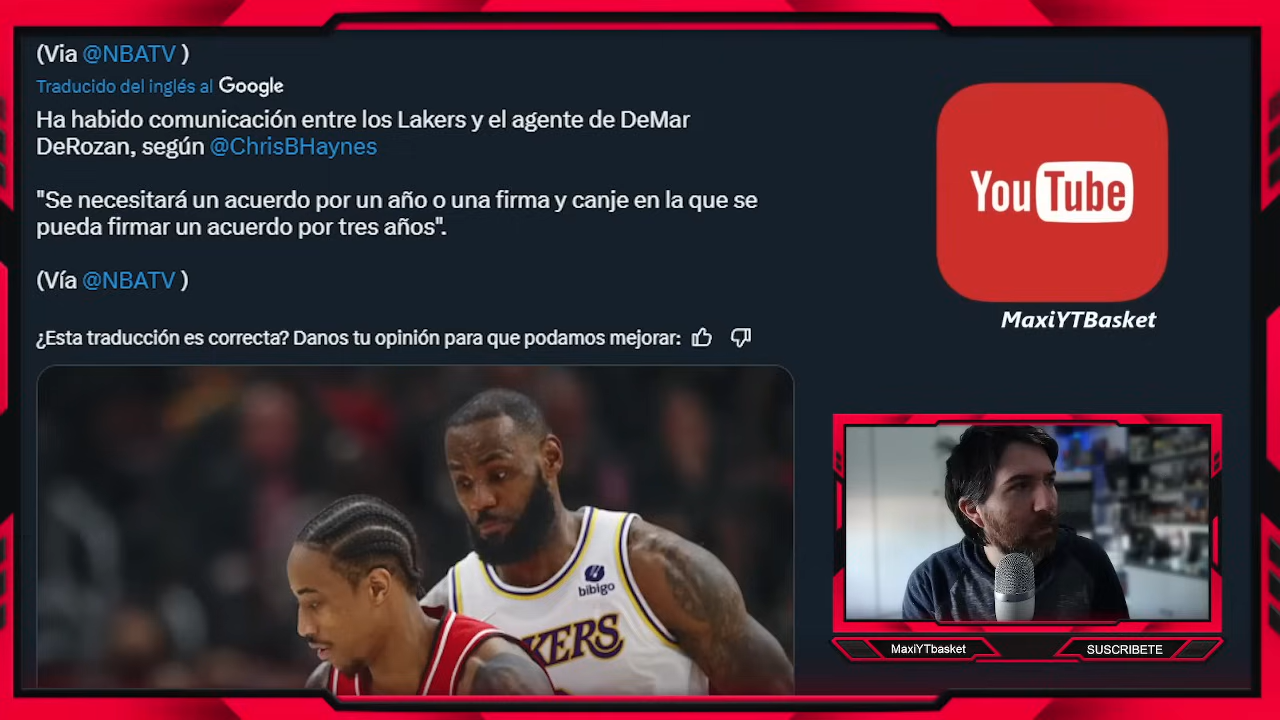 (Via @NBATV )
Traducido del inglés al Google
Ha habido comunicación entre los Lakers y el agente de DeMar
DeRozan, según @ChrisBHaynes
"Se necesitará un acuerdo por un año o una firma y canje en la que se
pueda firmar un acuerdo por tres años".
(Vía @NBATV )
¿Esta traducción es correcta? Danos tu opinión para que podamos mejorar:
YouTube
MaxiYTBasket
bibigo
KERS
MaxiYTbasket
SUSCRIBETE